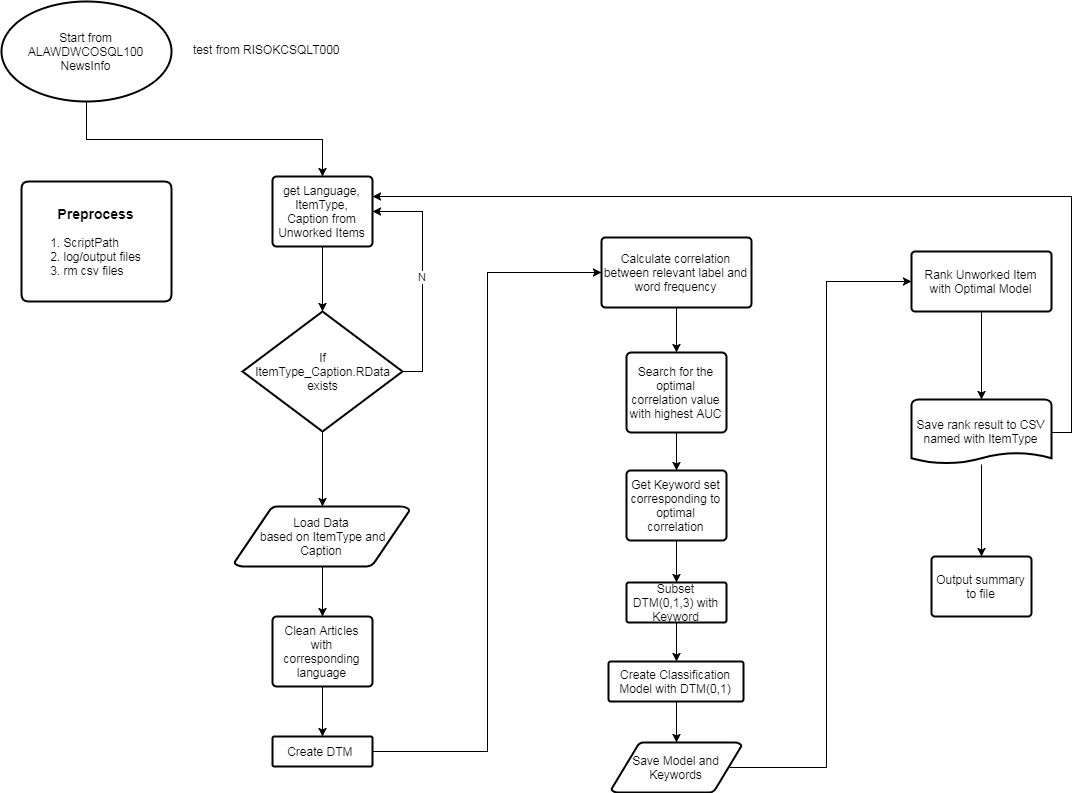 Start from
ALAWDWCOSQL100
NewsInfo
test from RISOKCSQLT000
Preprocess
1. ScriptPath
2. log/output files
3. rm csv files
get Language,
ItemType,
Caption from
Unworked Items
N
If
ItemType_Caption.RData
exists
Load Data
based on ItemType and
Caption
Clean Articles
with
corresponding
language
Create DTM
Calculate correlation
between relevant label and
word frequency
Search for the
optimal
correlation value
with highest AUC
Get Keyword set
corresponding to
optimal
correlation
Subset
DTM(0,1,3) with
Keyword
Create Classification
Model with DTM(0,1)
Save Model and
Keywords
Rank Unworked Item
with Optimal Model
Save rank result to CSV
named with ItemType
Output summary
to file